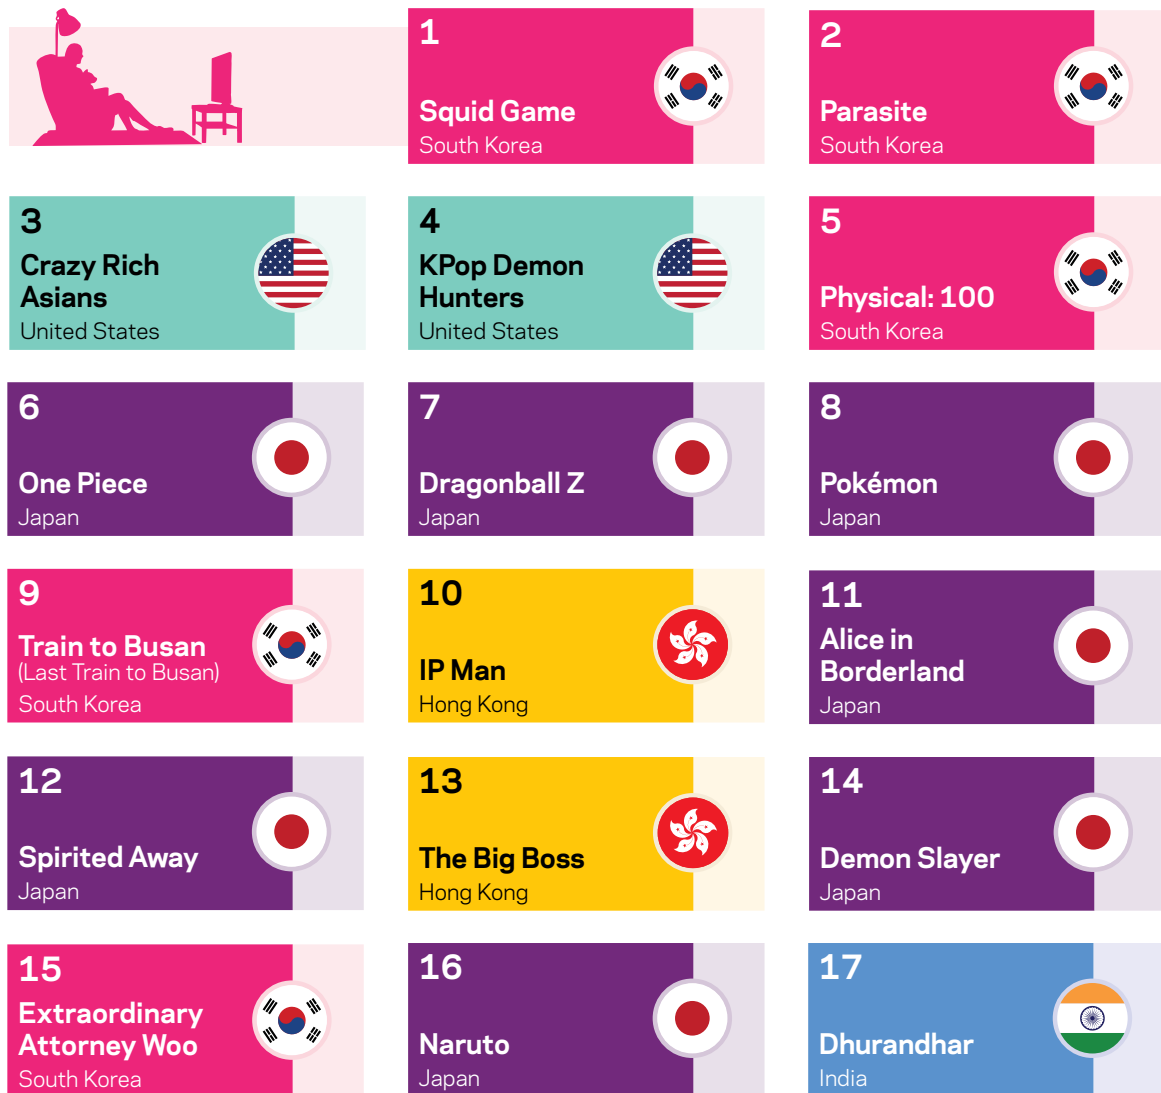 1
Squid Game
South Korea
2
Parasite
South Korea
3
Crazy Rich
Asians
United States
4
KPop Demon
Hunters
United States
5
Physical: 100
South Korea
6
One Piece
Japan
7
Dragonball Z
Japan
8
Pokémon
Japan
9
Train to Busan
(Last Train to Busan)
South Korea
10
IP Man
Hong Kong
11
Alice in
Borderland
Japan
12
Spirited Away
Japan
13
The Big Boss
Hong Kong
14
Demon Slayer
Japan
15
Extraordinary
Attorney Woo
South Korea
16
Naruto
Japan
17
Dhurandhar
India